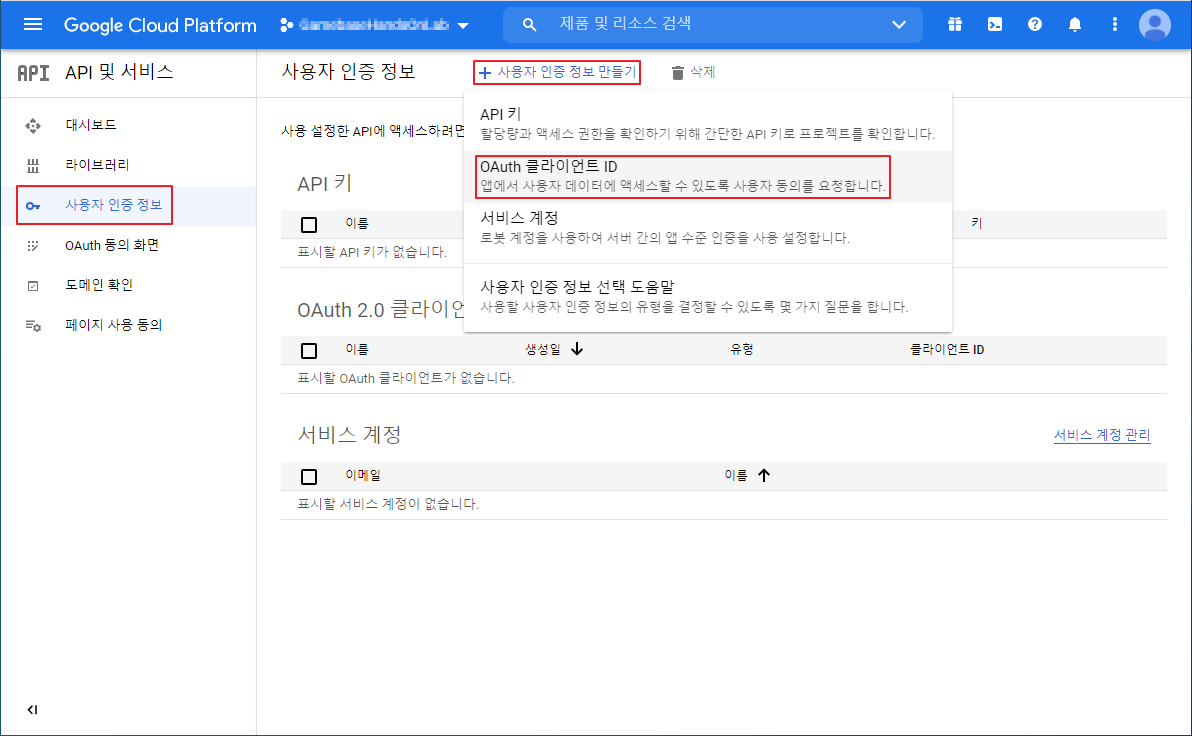 Google Cloud Platform
제품 및 리소스 검색
API API 및 서비스
사용자 인증 정보
+ 사용자 인증 정보 만들기
삭제
대시보드
라이브러리
사용자 인증 정보
OAuth 동의 화면
도메인 확인
페이지 사용 동의
사용 설정한 API에 액세스하려면
API 키
할당량과 액세스 권한을 확인하기 위해 간단한 API 키로 프로젝트를 확인합니다.
OAuth 클라이언트 ID
앱에서 사용자 데이터에 액세스할 수 있도록 사용자 동의를 요청합니다.
서비스 계정
로봇 계정을 사용하여 서버 간의 앱 수준 인증을 사용 설정합니다.
사용자 인증 정보 선택 도움말
사용할 사용자 인증 정보의 유형을 결정할 수 있도록 몇 가지 질문을 합니다.
API 키
이름
키
표시할 API 키가 없습니다.
OAuth 2.0 클라이언
이름 생성일 유형 클라이언트 ID
표시할 OAuth 클라이언트가 없습니다.
서비스 계정
서비스 계정 관리
이메일 이름
표시할 서비스 계정이 없습니다.